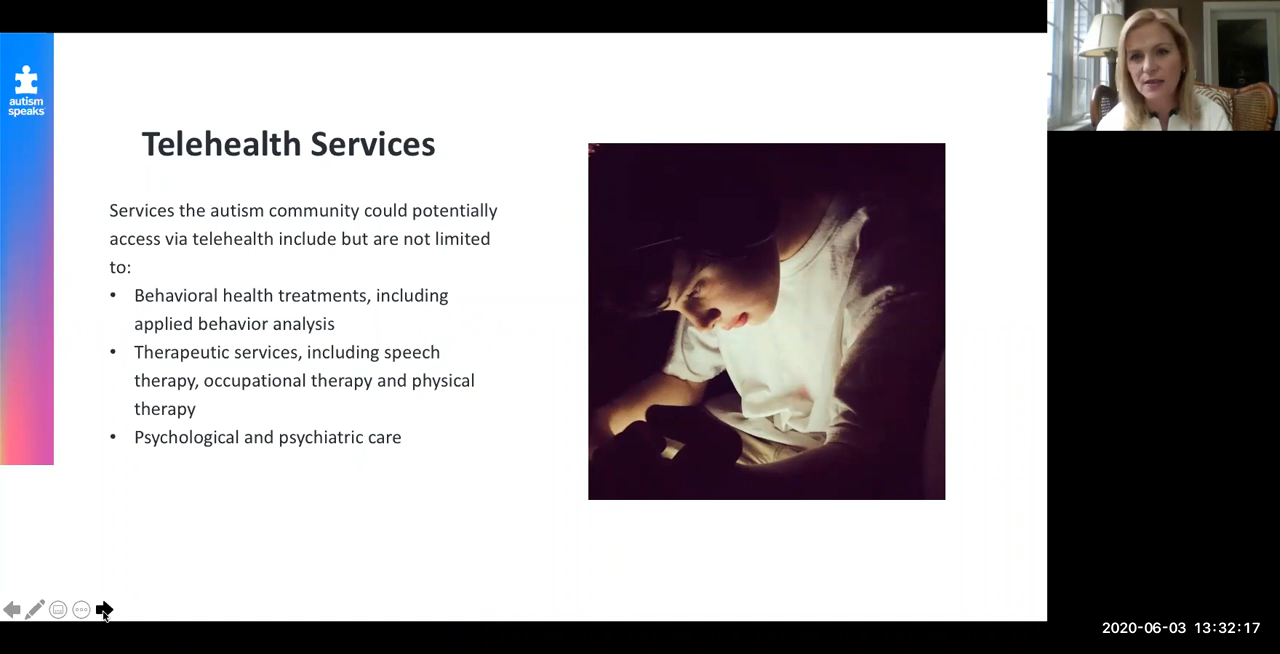 autism
speaks
Telehealth Services
Services the autism community could potentially
access via telehealth include but are not limited
to:
• Behavioral health treatments, including
applied behavior analysis
• Therapeutic services, including speech
therapy, occupational therapy and physical
therapy
• Psychological and psychiatric care
2020-06-03 13:32:17